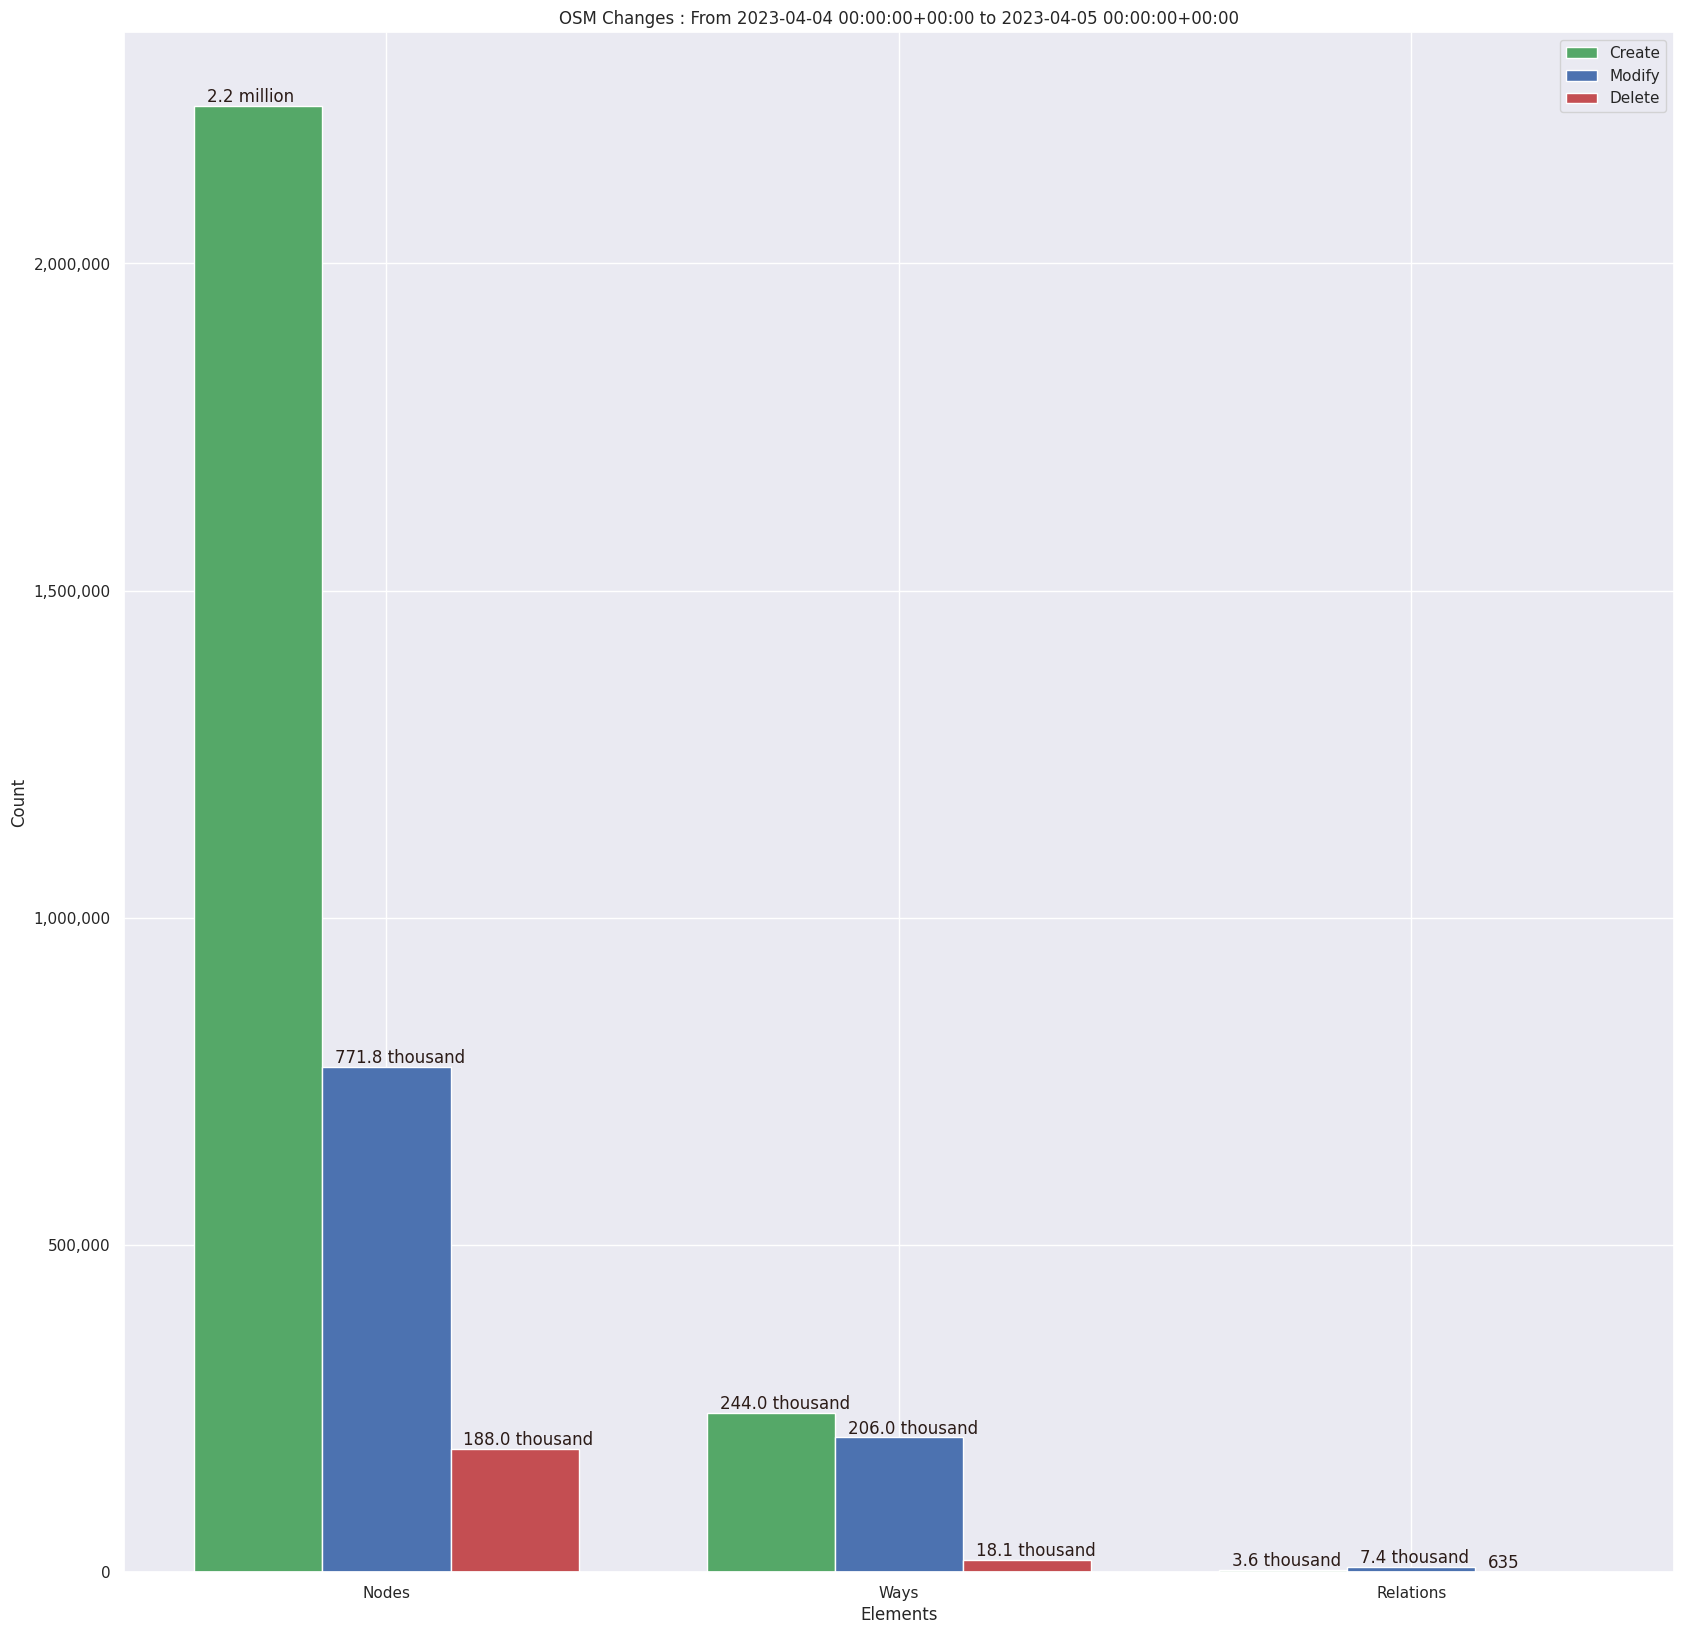 OSM Changes : From 2023-04-04 00:00:00+00:00 to 2023-04-05 00:00:00+00:00
Create
Modify
Delete
2.2 million
2,000,000
1,500,000
1,000,000
500,000
0
Count
771.8 thousand
188.0 thousand
244.0 thousand
206.0 thousand
18.1 thousand
3.6 thousand
7.4 thousand
635
Nodes
Ways
Relations
Elements